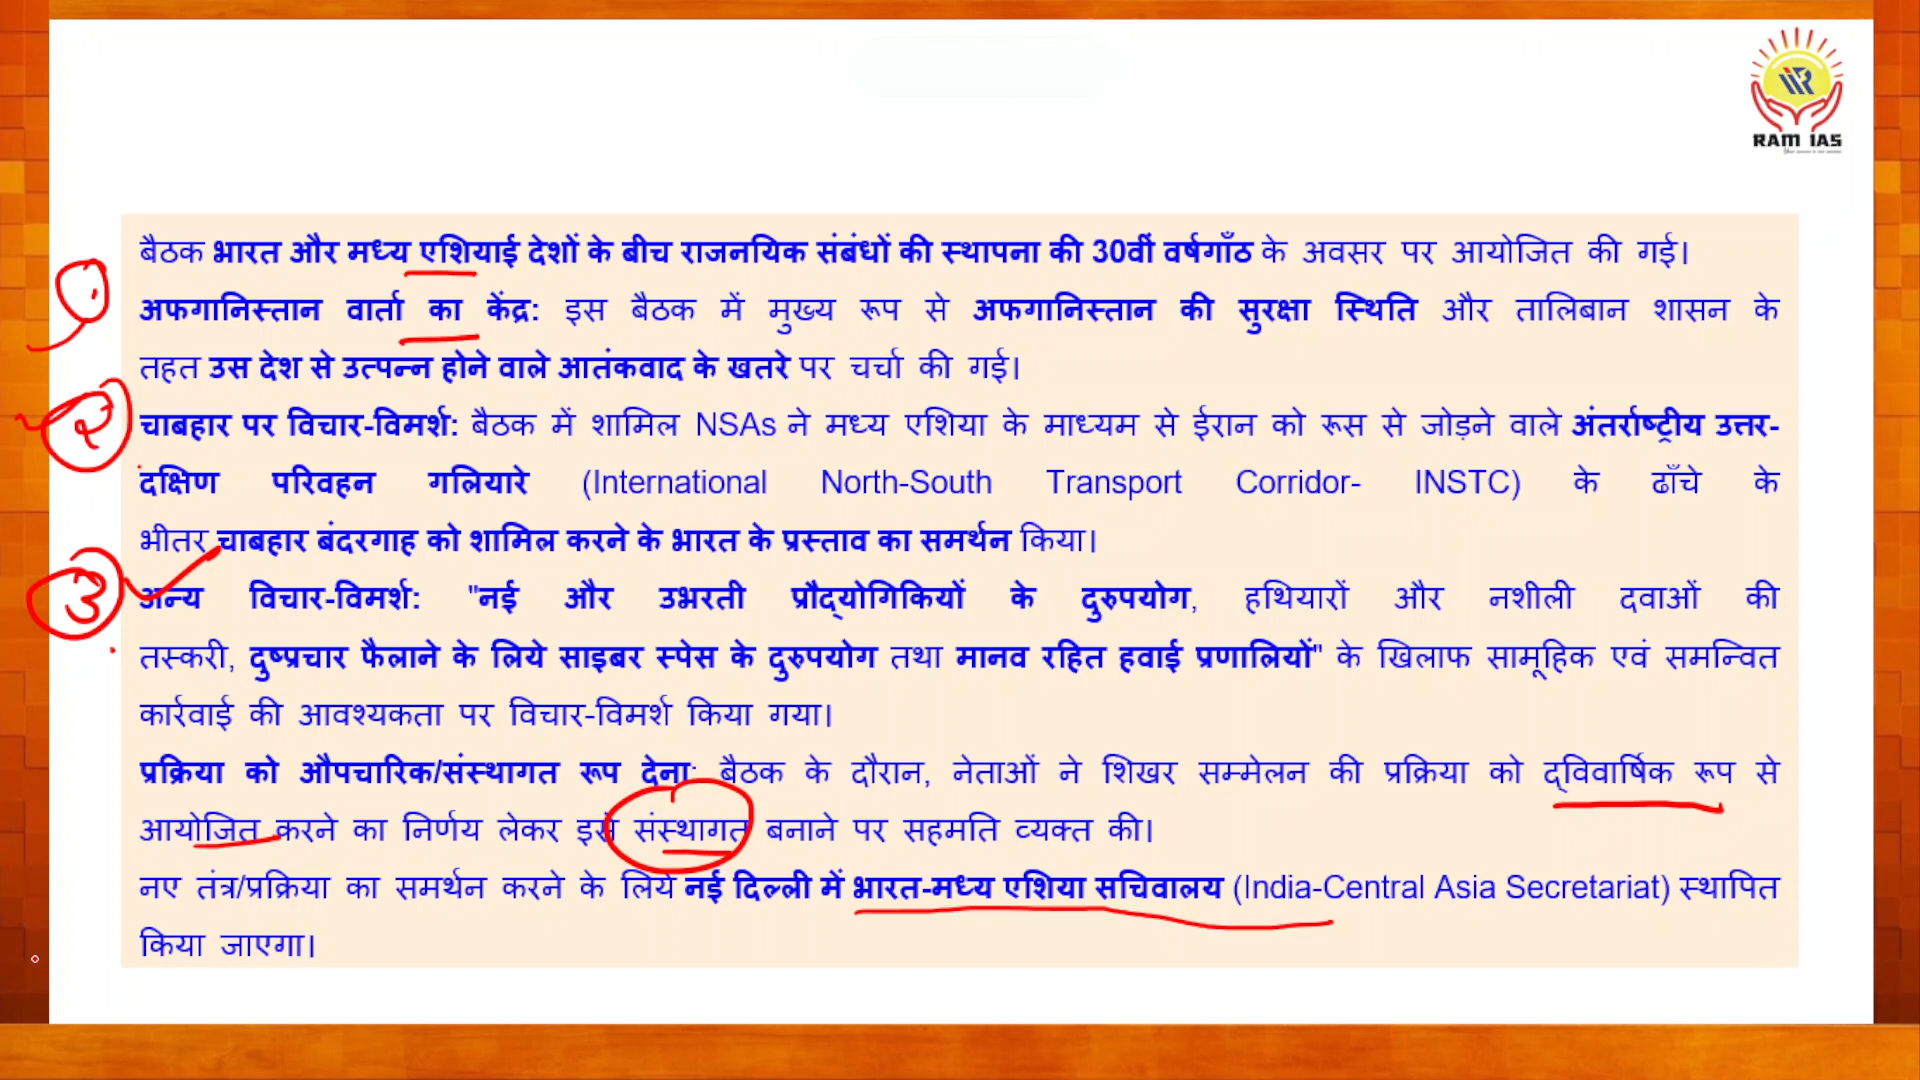 RAM IAS
बैठक भारत और मध्य एशियाई देशों के बीच राजनयिक संबंधों की स्थापना की 30वीं वर्षगाँठ के अवसर पर आयोजित की गई।
अफगानिस्तान वार्ता का केंद्र: इस बैठक में मुख्य रूप से अफगानिस्तान की सुरक्षा स्थिति और तालिबान शासन के
तहत उस देश से उत्पन्न होने वाले आतंकवाद के खतरे पर चर्चा की गई।
२
चाबहार पर विचार-विमर्श: बैठक में शामिल NSAs ने मध्य एशिया के माध्यम से ईरान को रूस से जोड़ने वाले अंतर्राष्ट्रीय उत्तर-
दक्षिण परिवहन गलियारे (International North-South Transport Corridor- INSTC) के ढाँचे के
भीतर चाबहार बंदरगाह को शामिल करने के भारत के प्रस्ताव का समर्थन किया।
3
अन्य विचार-विमर्श: "नई और उभरती प्रौद्योगिकियों के दुरुपयोग, हथियारों और नशीली दवाओं की
तस्करी, दुष्प्रचार फैलाने के लिये साइबर स्पेस के दुरुपयोग तथा मानव रहित हवाई प्रणालियों" के खिलाफ सामूहिक एवं समन्वित
कार्रवाई की आवश्यकता पर विचार-विमर्श किया गया।
प्रक्रिया को औपचारिक/संस्थागत रूप देना: बैठक के दौरान, नेताओं ने शिखर सम्मेलन की प्रक्रिया को द्विवार्षिक रूप से
आयोजित करने का निर्णय लेकर इसे संस्थागत बनाने पर सहमति व्यक्त की।
नए तंत्र/प्रक्रिया का समर्थन करने के लिये नई दिल्ली में भारत-मध्य एशिया सचिवालय (India-Central Asia Secretariat) स्थापित
किया जाएगा।